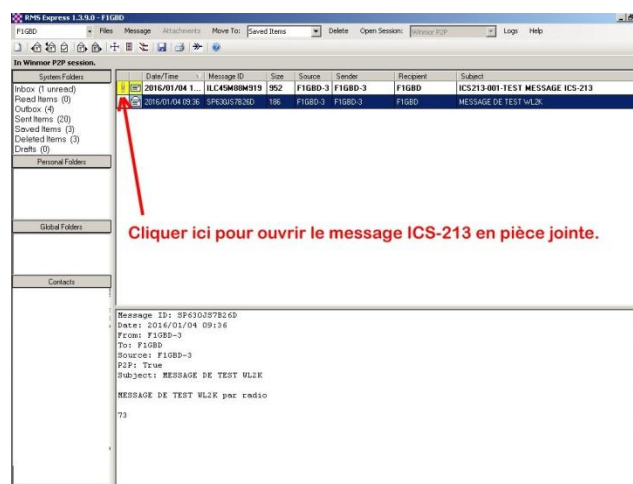 RMS Express 1.3.9.0 - F1GBD
F1GBD Files Message Attachments Move To: Saved Items Delete Open Session: Winmor P2P Logs Help
In Winmor P2P session.
System Folders
Inbox (1 unread)
Read Items (0)
Outbox (4)
Sent Items (20)
Saved Items (3)
Deleted Items (3)
Drafts (0)
Personal Folders
Global Folders
Contacts
Date/Time Message ID Size Source Sender Recipient Subject
2016/01/04 1... ILC45M88M919 952 F1GBD-3 F1GBD-3 F1GBD ICS213-001-TEST MESSAGE ICS-213
2016/01/04 09:36 SP630JS7B26D 186 F1GBD-3 F1GBD-3 F1GBD MESSAGE DE TEST WL2K
Cliquer ici pour ouvrir le message ICS-213 en pièce jointe.
Message ID: SP630JS7B26D
Date: 2016/01/04 09:36
From: F1GBD-3
To: F1GBD
Source: F1GBD-3
P2P: True
Subject: MESSAGE DE TEST WL2K
MESSAGE DE TEST WL2K par radio
73